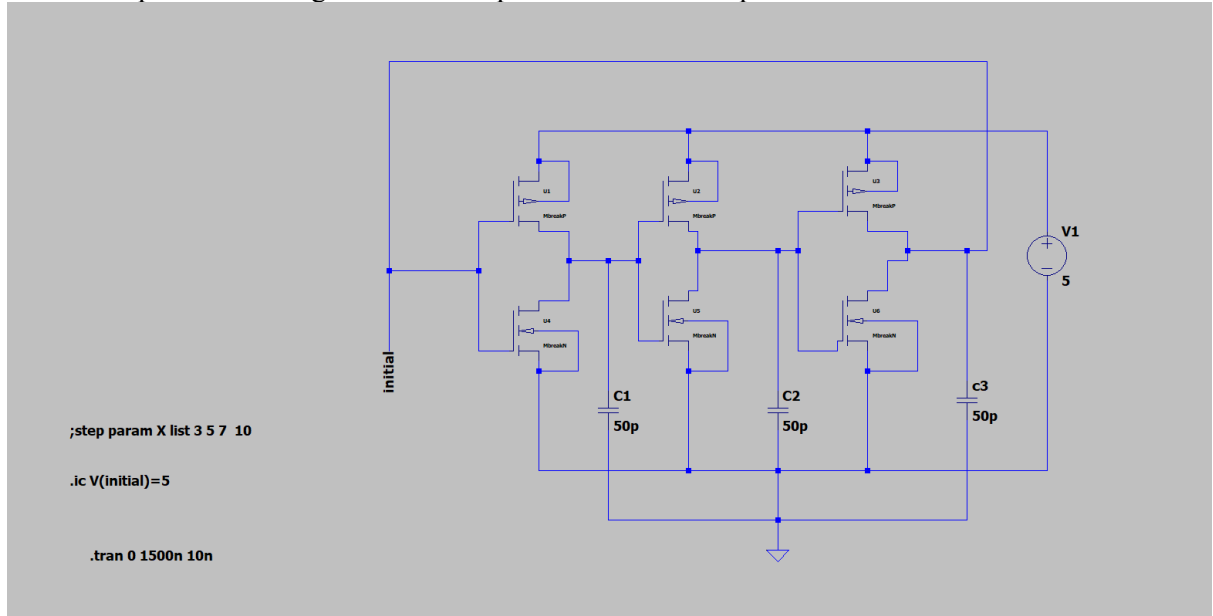 U1
MbreakP
U2
MbreakP
U3
MbreakP
V1
5
U4
MbreakN
U5
MbreakN
U6
MbreakN
initial
C1
50p
C2
50p
c3
50p
;step param X list 3 5 7 10
.ic V(initial)=5
.tran 0 1500n 10n